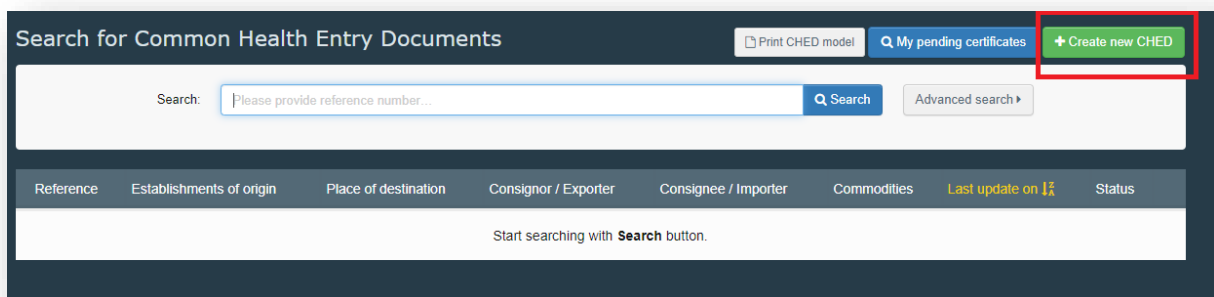 Search for Common Health Entry Documents
Print CHED model
My pending certificates
+ Create new CHED
Search:
Please provide reference number...
Search
Advanced search
Reference Establishments of origin Place of destination Consignor / Exporter Consignee / Importer Commodities Last update on Status
Start searching with Search button.